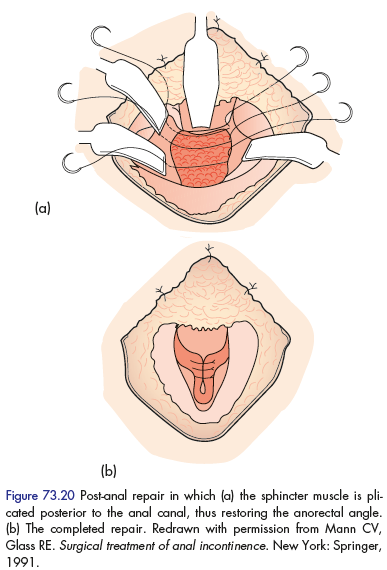 (a)
(b)
Figure 73.20 Post-anal repair in which (a) the sphincter muscle is pli-
cated posterior to the anal canal, thus restoring the anorectal angle.
(b) The completed repair. Redrawn with permission from Mann CV,
Glass RE. Surgical treatment of anal incontinence. New York: Springer,
1991.